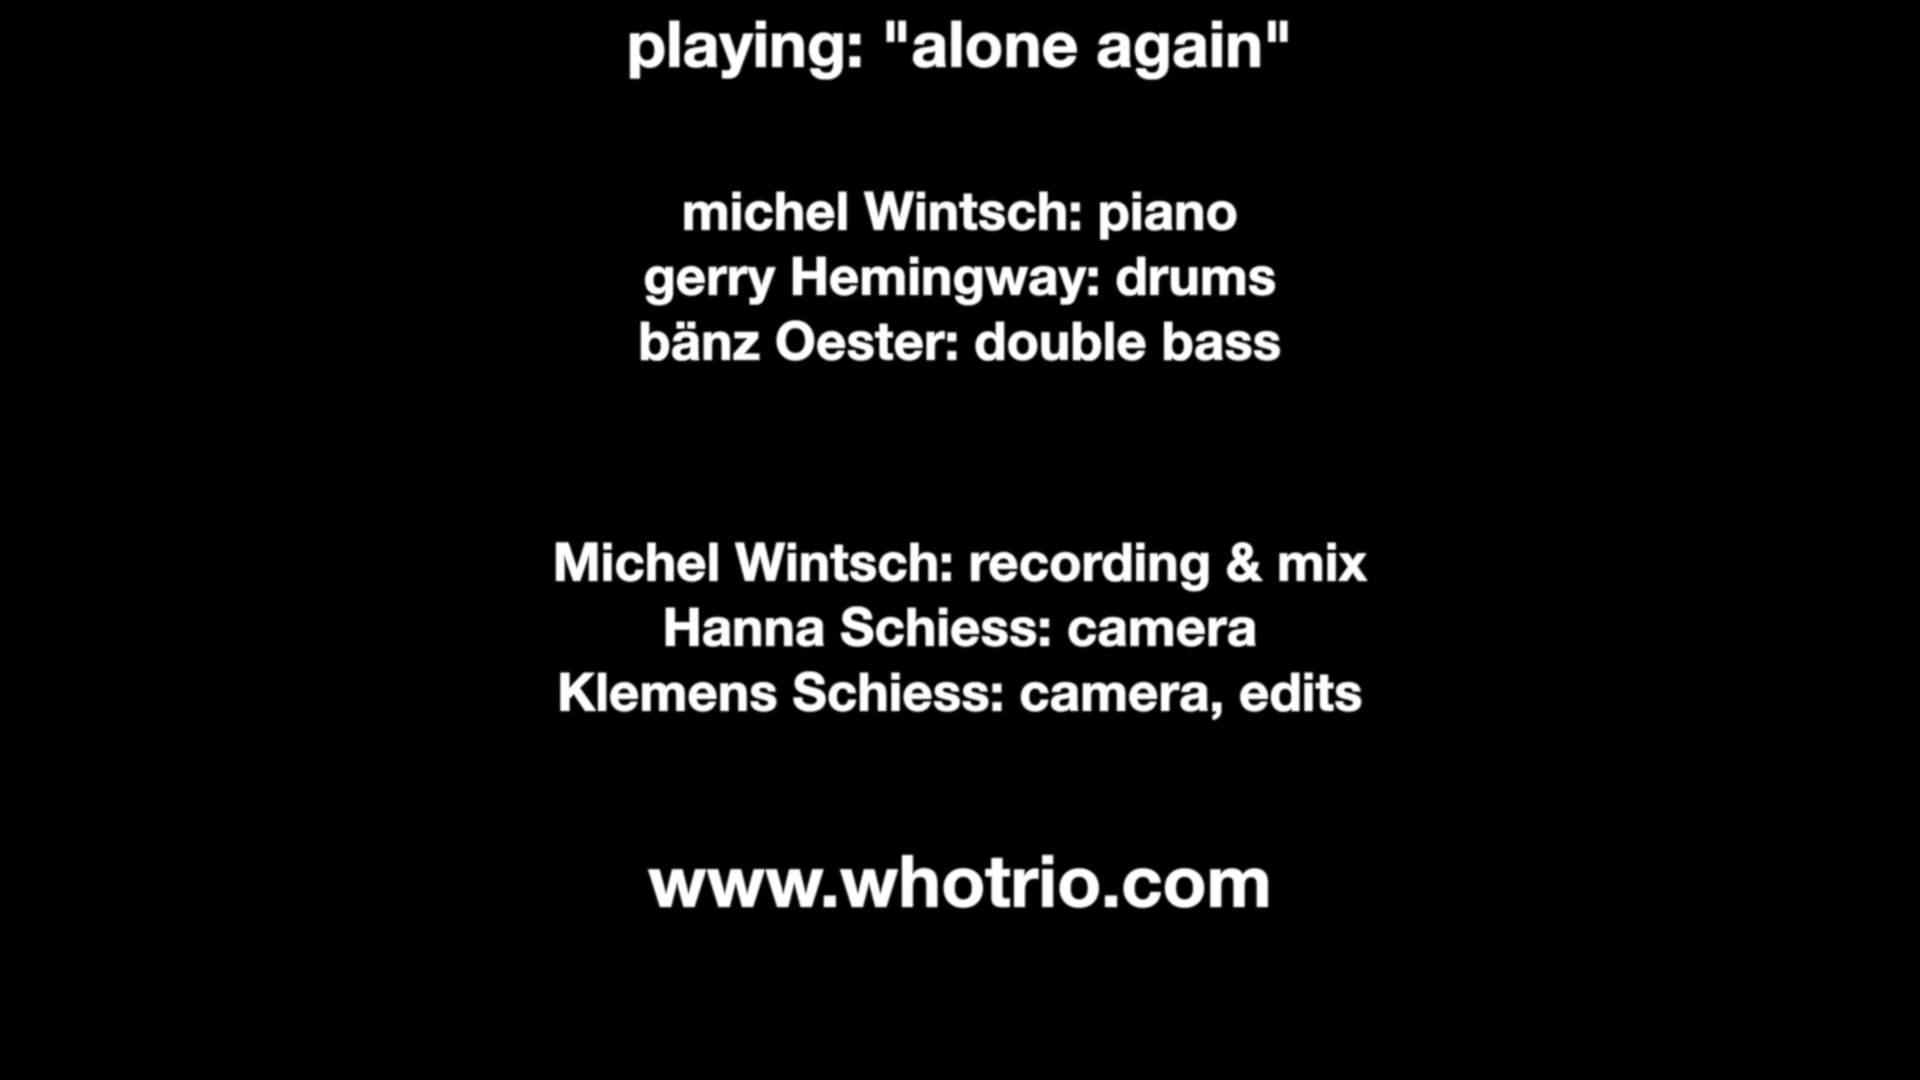 playing: "alone again"
michel Wintsch: piano
gerry Hemingway: drums
bänz Oester: double bass
Michel Wintsch: recording & mix
Hanna Schiess: camera
Klemens Schiess: camera, edits
www.whotrio.com